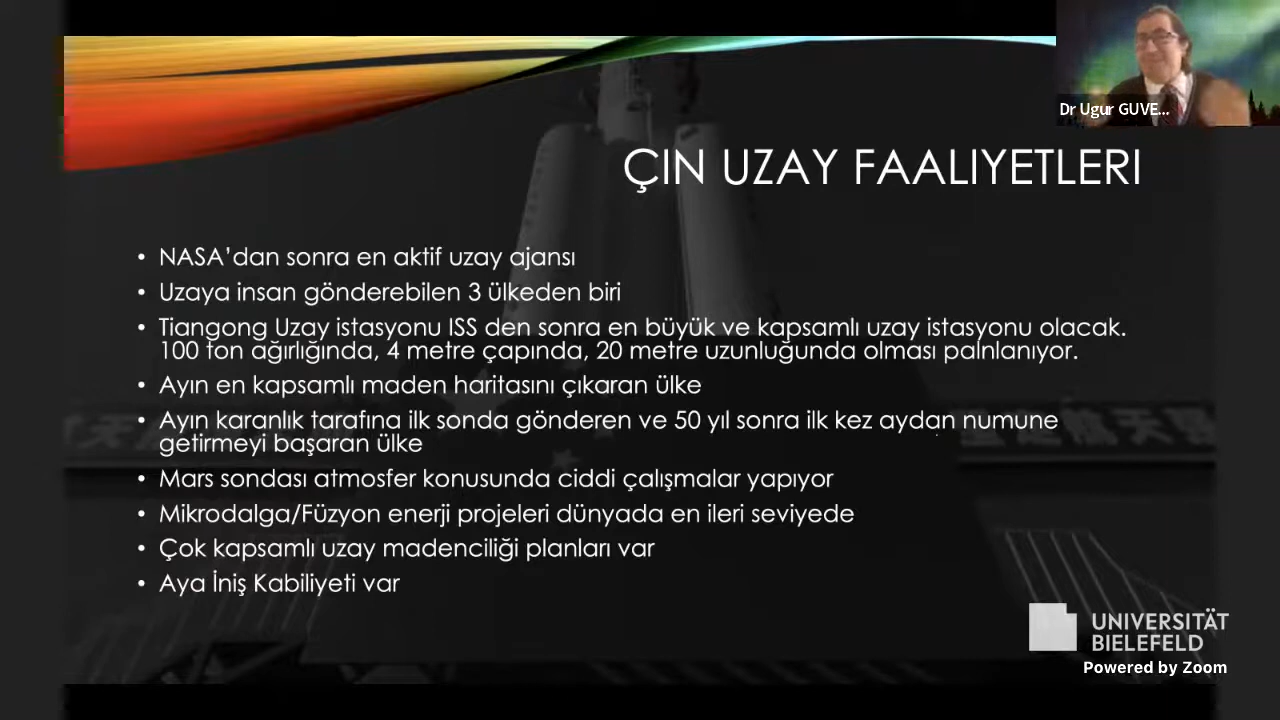 Dr Ugur GUVE...
ÇIN UZAY FAALIYETLERI
• NASA'dan sonra en aktif uzay ajansı
• Uzaya insan gönderebilen 3 ülkeden biri
• Tiangong Uzay istasyonu ISS den sonra en büyük ve kapsamlı uzay istasyonu olacak.
100 ton ağırlığında, 4 metre çapında, 20 metre uzunluğunda olması palnlanıyor.
• Ayın en kapsamlı maden haritasını çıkaran ülke
• Ayın karanlık tarafına ilk sonda gönderen ve 50 yıl sonra ilk kez aydan numune
getirmeyi başaran ülke
• Mars sondası atmosfer konusunda ciddi çalışmalar yapıyor
• Mikrodalga/Füzyon enerji projeleri dünyada en ileri seviyede
• Çok kapsamlı uzay madenciliği planları var
• Aya İniş Kabiliyeti var
UNIVERSITÄT
BIELEFELD
Powered by Zoom